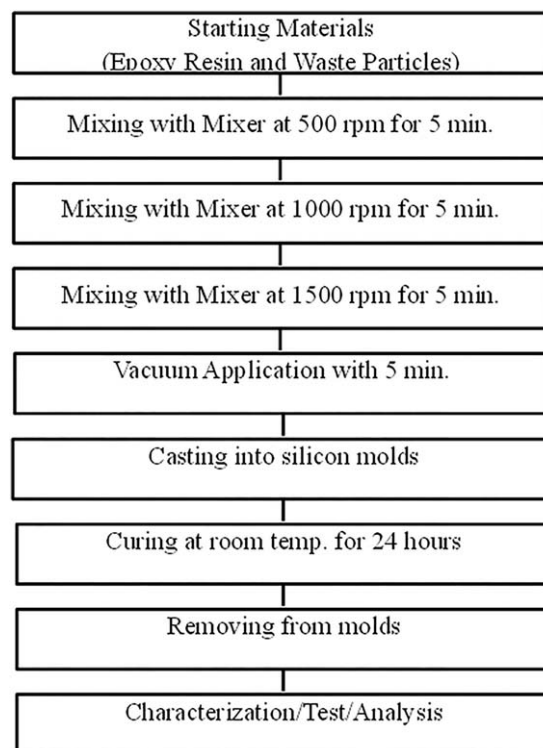 Starting Materials
(Epoxy Resin and Waste Particles)
Mixing with Mixer at 500 rpm for 5 min.
Mixing with Mixer at 1000 rpm for 5 min.
Mixing with Mixer at 1500 rpm for 5 min.
Vacuum Application with 5 min.
Casting into silicon molds
Curing at room temp. for 24 hours
Removing from molds
Characterization/Test/Analysis